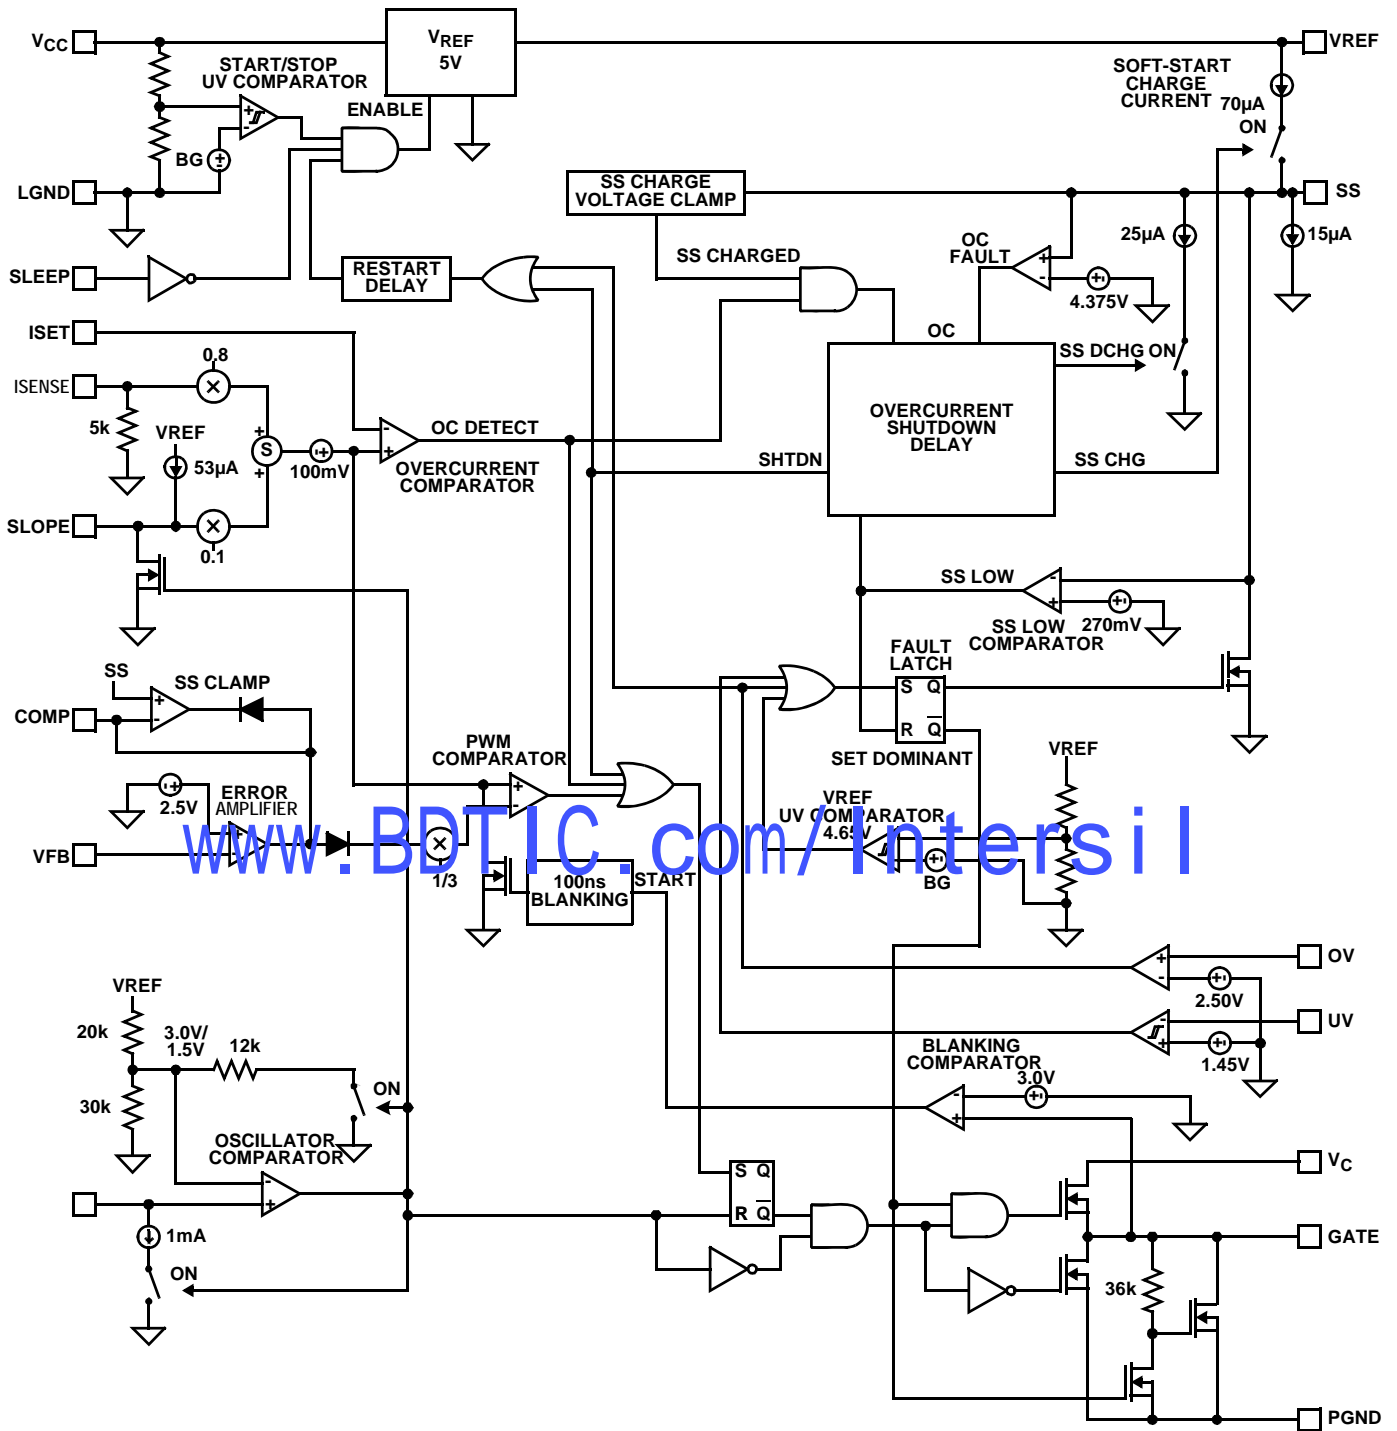 VCC
VREF
5V
VREF
START/STOP
UV COMPARATOR
ENABLE
SOFT-START
CHARGE
CURRENT
70µA
ON
BG
LGND
SS CHARGE
VOLTAGE CLAMP
SS
25µA
15µA
OC
FAULT
SS CHARGED
4.375V
SLEEP
RESTART
DELAY
ISET
OC
SS DCHG ON
0.8
ISENSE
5k
VREF
53µA
S
100mV
OC DETECT
OVERCURRENT
COMPARATOR
OVERCURRENT
SHUTDOWN
DELAY
SHTDN
SS CHG
SLOPE
0.1
SS LOW
SS LOW
COMPARATOR
270mV
FAULT
LATCH
SS
SS CLAMP
S Q
COMP
R Q
PWM
COMPARATOR
SET DOMINANT
VREF
2.5V
ERROR
AMPLIFIER
VREF
UV COMPARATOR
4.65V
www.BDTIC.com/Intersil
VFB
1/3
100ns
BLANKING
START
BG
OV
2.50V
VREF
20k
3.0V/
1.5V
12k
UV
1.45V
BLANKING
COMPARATOR
3.0V
30k
ON
OSCILLATOR
COMPARATOR
S Q
R Q
VC
1mA
GATE
ON
36k
PGND